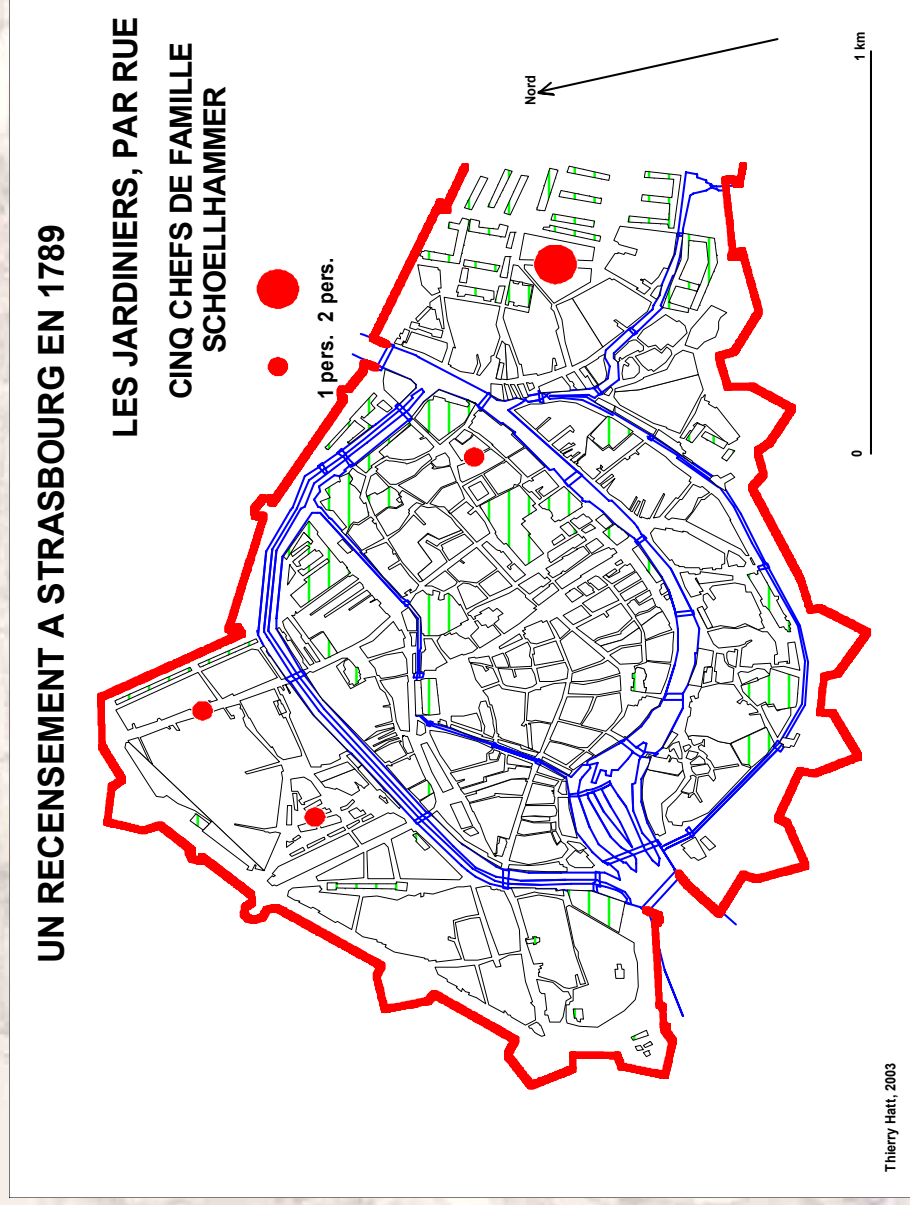 UN RECENSEMENT A STRASBOURG EN 1789
LES JARDINIERS, PAR RUE
CINQ CHEFS DE FAMILLE
SCHOELLHAMMER
1 pers. 2 pers.
Nord
0 1 km
Thierry Hatt, 2003